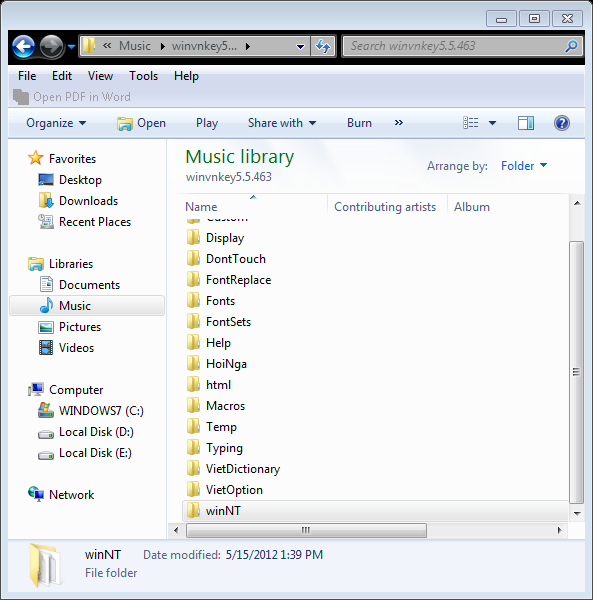 « Music winvnkey5... Search winvnkey5.5.463
File Edit View Tools Help
Open PDF in Word
Organize Open Play Share with Burn »
Favorites
Desktop
Downloads
Recent Places
Libraries
Documents
Music
Pictures
Videos
Computer
WINDOWS7 (C:)
Local Disk (D:)
Local Disk (E:)
Network
Music library
winvnkey5.5.463
Arrange by: Folder
Name Contributing artists Album
Custom
Display
DontTouch
FontReplace
Fonts
FontSets
Help
HoiNga
html
Macros
Temp
Typing
VietDictionary
VietOption
winNT
winNT Date modified: 5/15/2012 1:39 PM
File folder